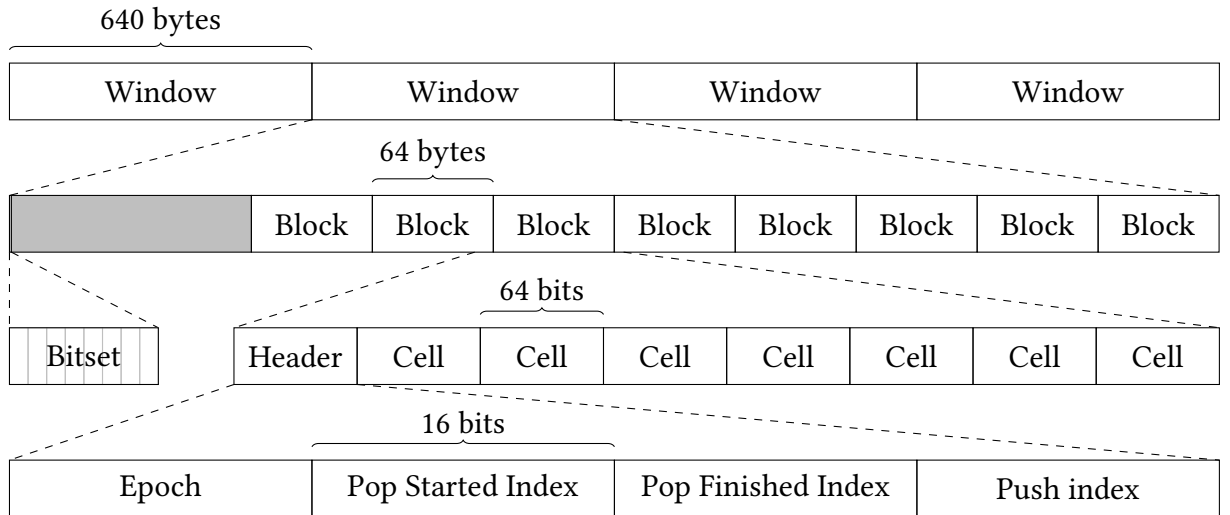 640 bytes
Window Window Window Window
64 bytes
Block Block Block Block Block Block Block Block
64 bits
Bitset Header Cell Cell Cell Cell Cell Cell Cell
16 bits
Epoch Pop Started Index Pop Finished Index Push index